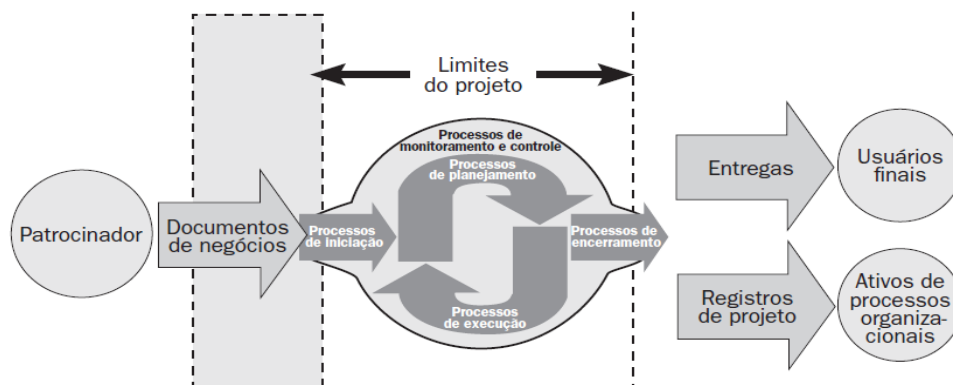 Limites
do projeto
Processos de
monitoramento e controle
Processos
de planejamento
Patrocinador
Documentos
de negócios
Processos
de iniciação
Processos de
encerramento
Processos
de execução
Entregas
Usuários
finais
Registros
de projeto
Ativos de
processos
organiza-
cionais